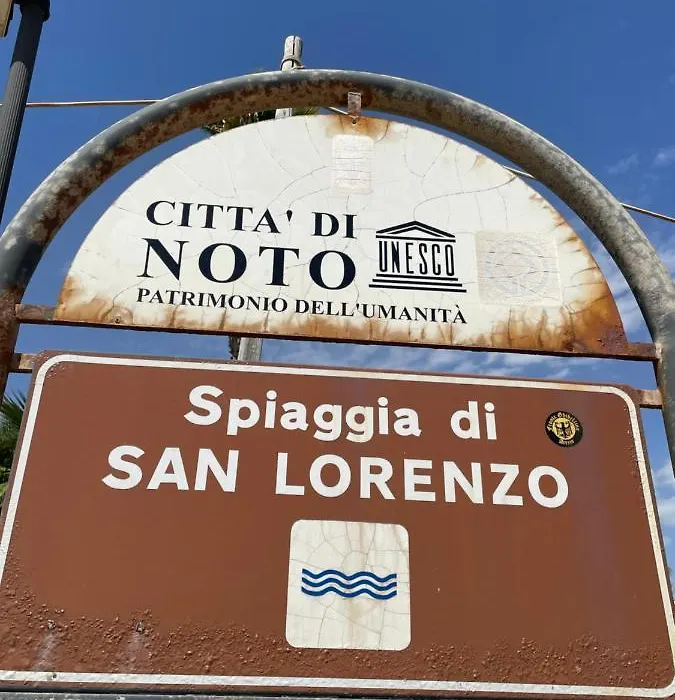 CITTA' DI
NOTO
UNESCO
PATRIMONIO DELL'UMANITÀ
Spiaggia di
SAN LORENZO